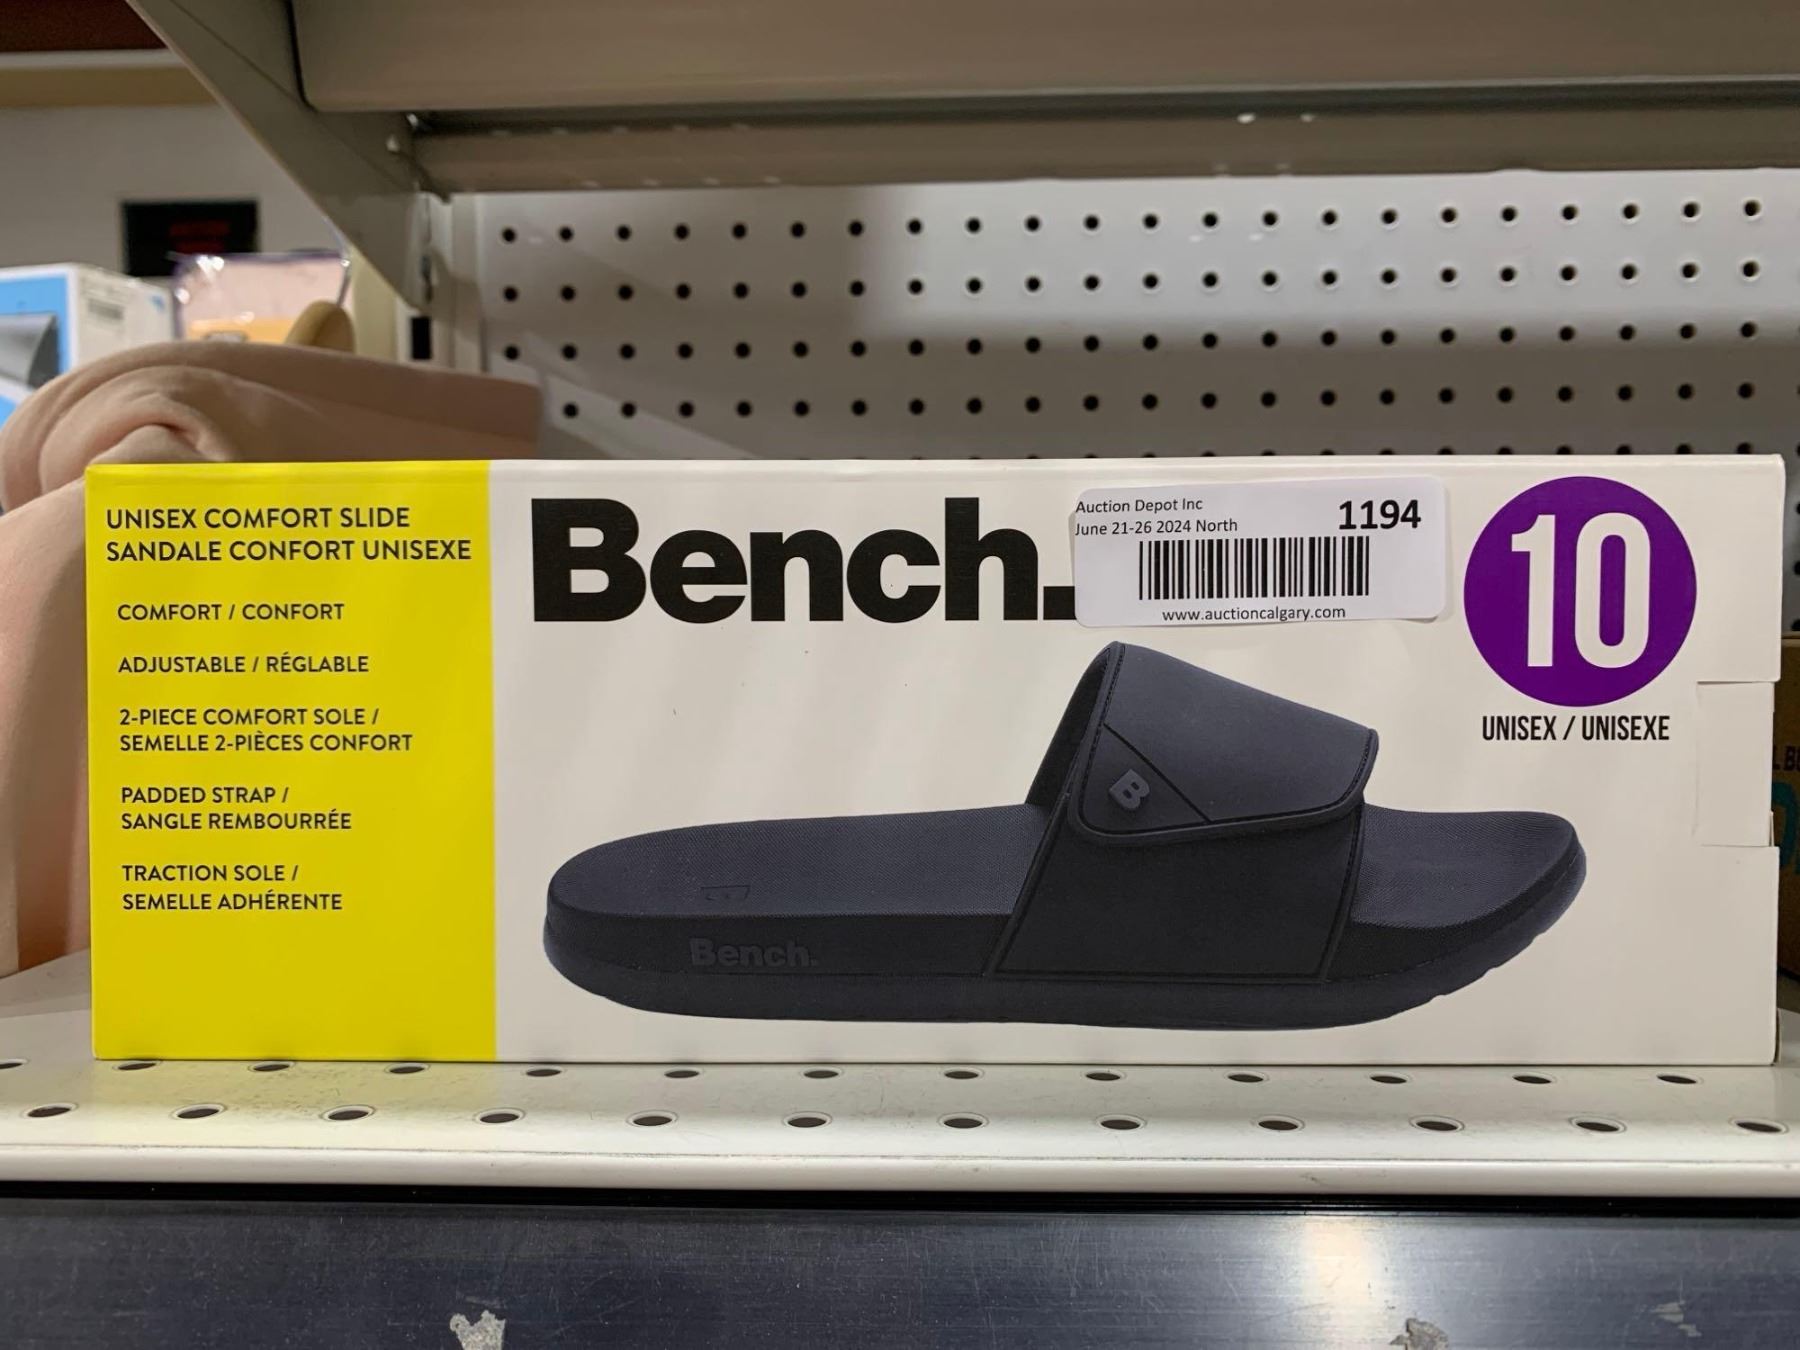 UNISEX COMFORT SLIDE
SANDALE CONFORT UNISEXE
COMFORT / CONFORT
ADJUSTABLE / RÉGLABLE
2-PIECE COMFORT SOLE /
SEMELLE 2-PIÈCES CONFORT
PADDED STRAP /
SANGLE REMBOURRÉE
TRACTION SOLE /
SEMELLE ADHÉRENTE
Bench.
Auction Depot Inc
June 21-26 2024 North
1194
www.auctioncalgary.com
10
UNISEX / UNISEXE
B
Bench.